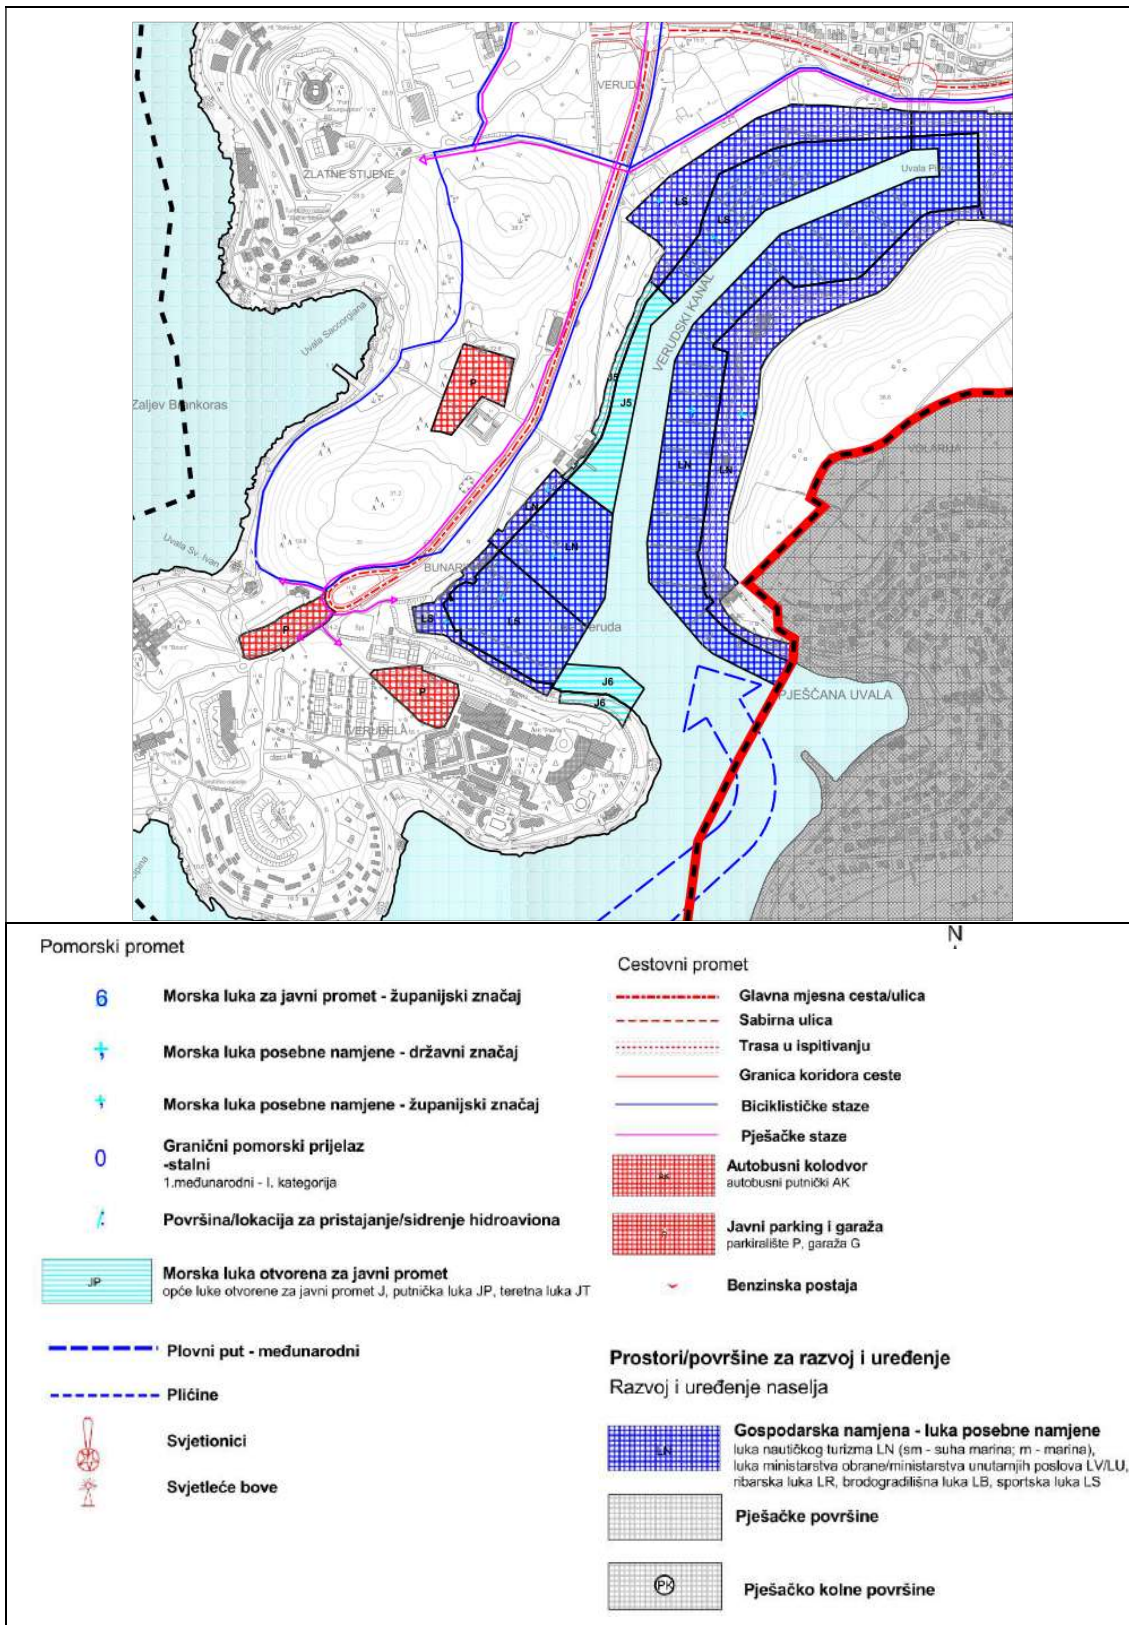 VERUDA
ZLATNE STIJENE
Uvala Pi
LS
LS
VERUDSKI KANAL
Uvala Saccorgiana
J5
J5
P
Zaljev Brankoras
VOLARIJA
LN
LN
LN
LN
Uvala Sv. Ivan
BUNAR
LS
LS
eruda
P
P
J6
J6
PJEŠČANA UVALA
VERUDELA
Pomorski promet
6 Morska luka za javni promet - županijski značaj
Morska luka posebne namjene - državni značaj
Morska luka posebne namjene - županijski značaj
0 Granični pomorski prijelaz
-stalni
1.međunarodni - I. kategorija
Površina/lokacija za pristajanje/sidrenje hidroaviona
JP Morska luka otvorena za javni promet
opće luke otvorene za javni promet J, putnička luka JP, teretna luka JT
Plovni put - međunarodni
Plićine
Svjetionici
Svjetleće bove
N
Cestovni promet
Glavna mjesna cesta/ulica
Sabirna ulica
Trasa u ispitivanju
Granica koridora ceste
Biciklističke staze
Pješačke staze
AK Autobusni kolodvor
autobusni putnički AK
Javni parking i garaža
parkiralište P, garaža G
Benzinska postaja
Prostori/površine za razvoj i uređenje
Razvoj i uređenje naselja
LN Gospodarska namjena - luka posebne namjene
luka nautičkog turizma LN (sm - suha marina; m - marina),
luka ministarstva obrane/ministarstva unutarnjih poslova LV/LU,
ribarska luka LR, brodogradilišna luka LB, sportska luka LS
Pješačke površine
PK Pješačko kolne površine